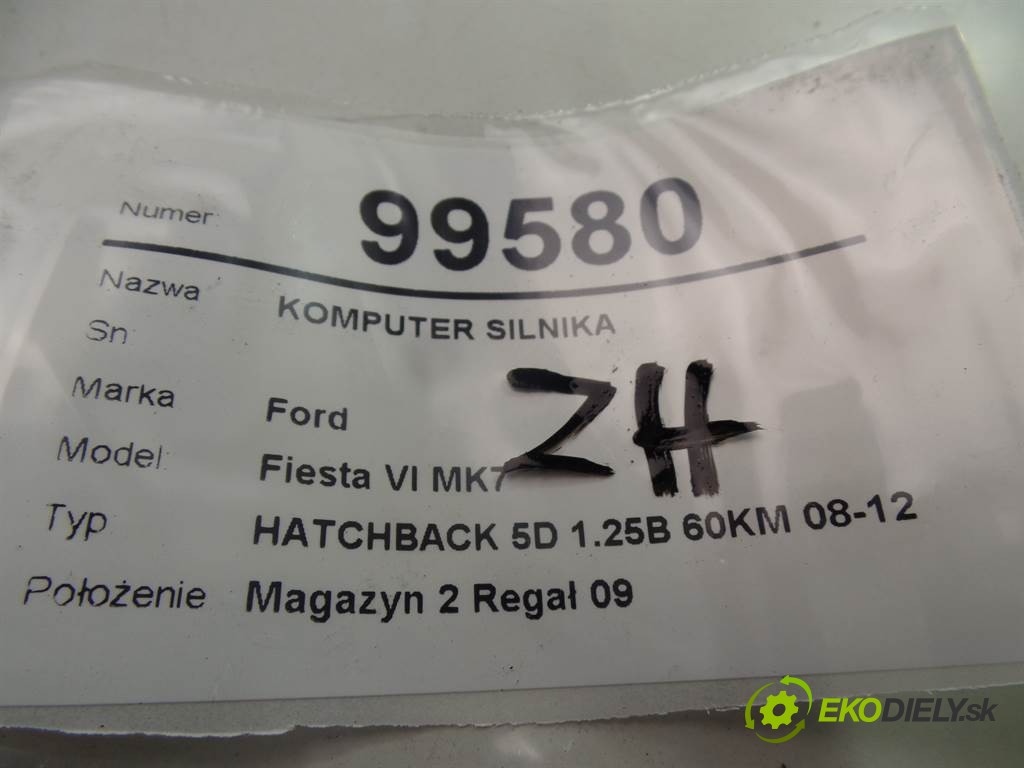 Numer: 99580
Nazwa KOMPUTER SILNIKA
Sn
Marka Ford
Model: Fiesta VI MK7
ZH
Typ HATCHBACK 5D 1.25B 60KM 08-12
Położenie Magazyn 2 Regał 09
EKODIELY.sk